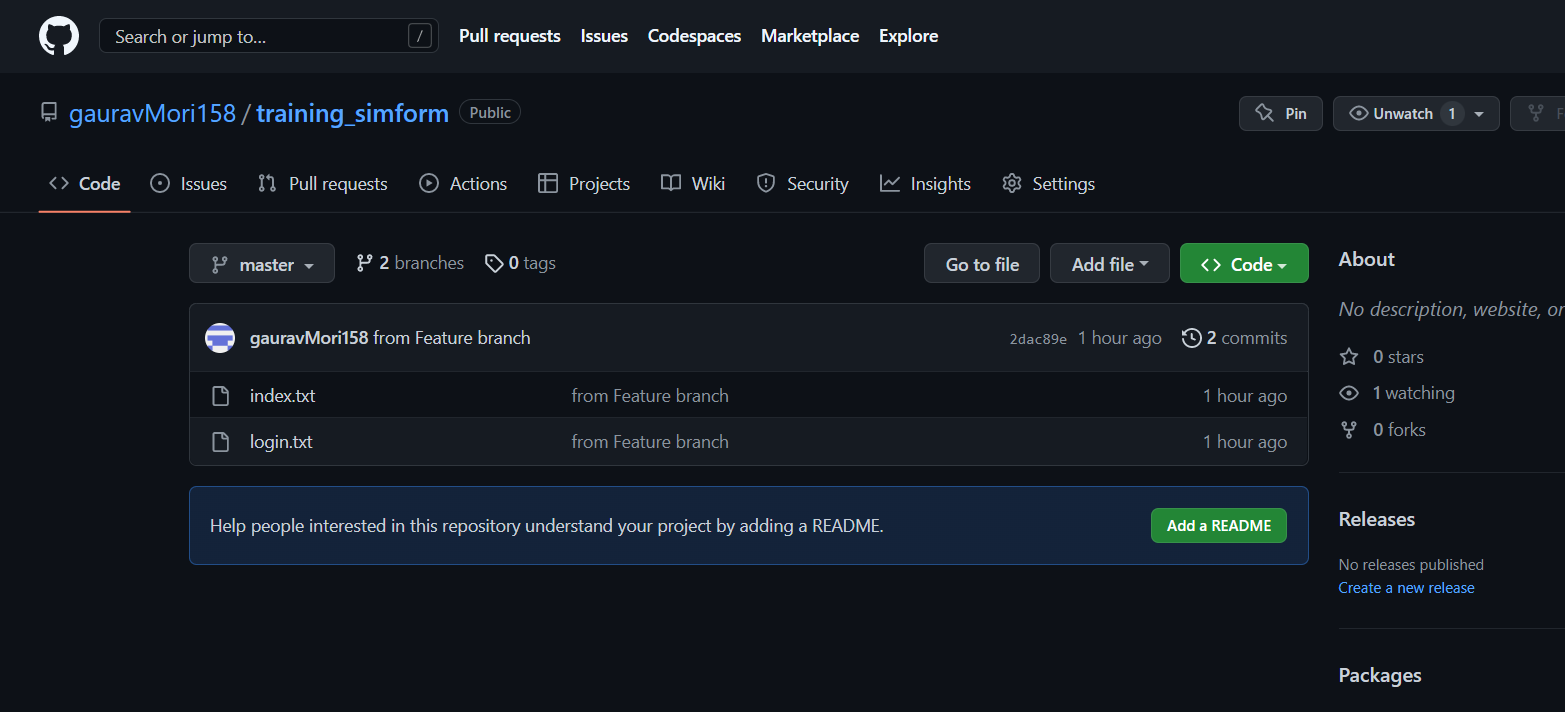 Search or jump to... /
Pull requests Issues Codespaces Marketplace Explore
gauravMori158 / training_simform Public
Pin
Unwatch 1
Code Issues Pull requests Actions Projects Wiki Security Insights Settings
master 2 branches 0 tags
Go to file Add file Code
gauravMori158 from Feature branch 2dac89e 1 hour ago 2 commits
index.txt from Feature branch 1 hour ago
login.txt from Feature branch 1 hour ago
Help people interested in this repository understand your project by adding a README.
Add a README
About
No description, website, or
0 stars
1 watching
0 forks
Releases
No releases published
Create a new release
Packages